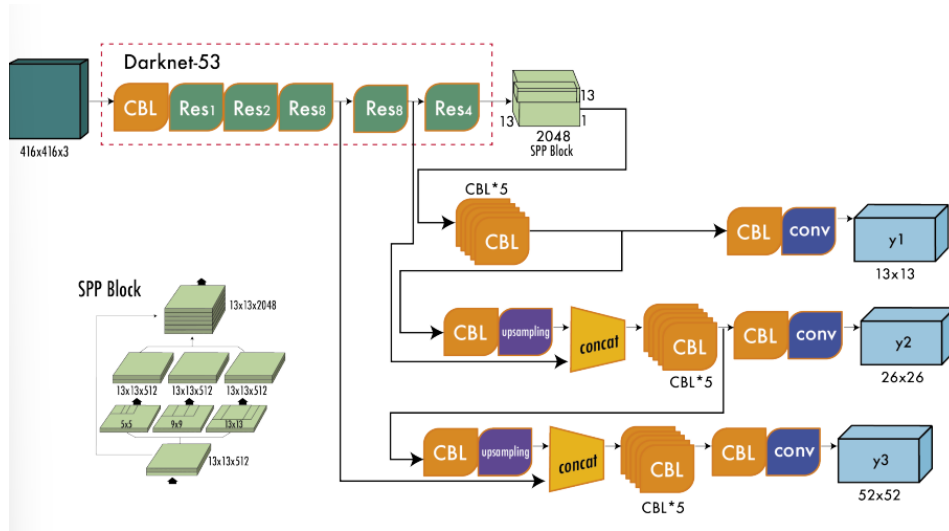 Darknet-53
CBL Res1 Res2 Res8 Res8 Res4
416x416x3
13
13 1
2048
SPP Block
CBL*5
CBL
CBL conv y1
13x13
SPP Block
13x13x2048
13x13x512 13x13x512 13x13x512
5x5 9x9 13x13
13x13x512
CBL upsampling concat CBL CBL conv y2
CBL*5
26x26
CBL upsampling concat CBL CBL conv y3
CBL*5
52x52